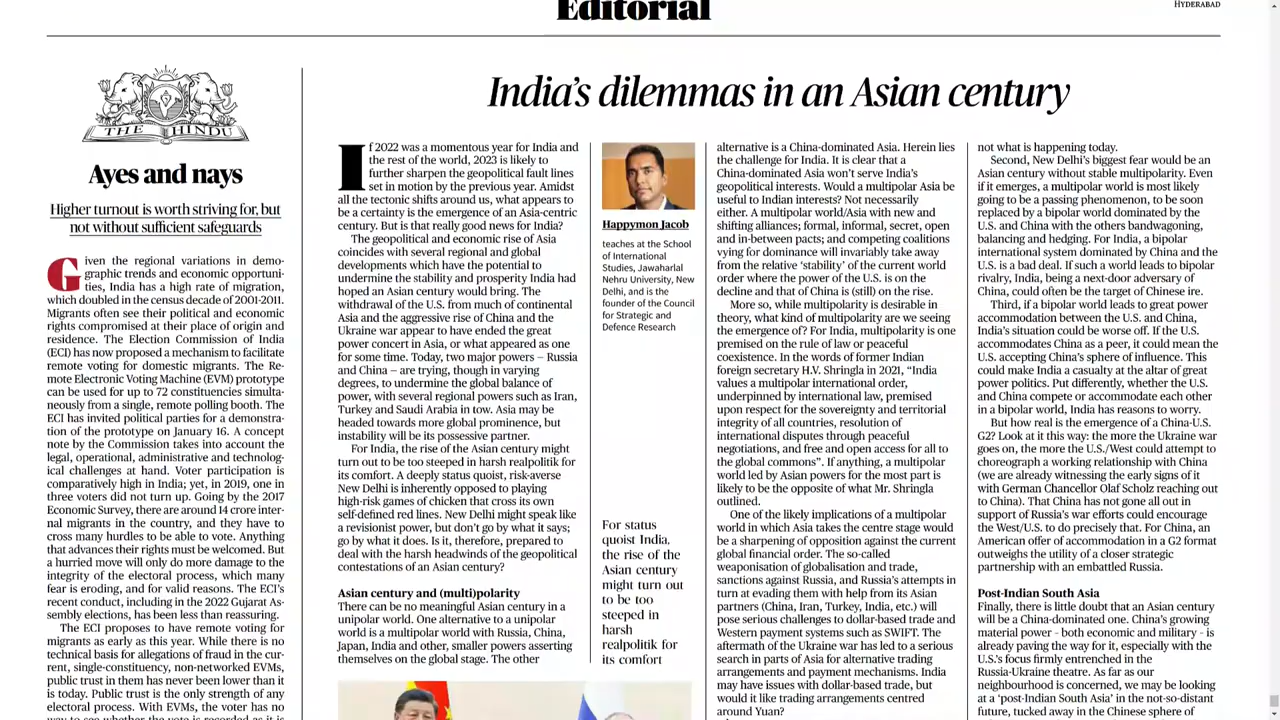 Editorial
HYDERABAD
THE HINDU
Ayes and nays
Higher turnout is worth striving for, but
not without sufficient safeguards
Given the regional variations in demo-
graphic trends and economic opportuni-
ties, India has a high rate of migration,
which doubled in the census decade of 2001-2011.
Migrants often see their political and economic
rights compromised at their place of origin and
residence. The Election Commission of India
(ECI) has now proposed a mechanism to facilitate
remote voting for domestic migrants. The Re-
mote Electronic Voting Machine (EVM) prototype
can be used for up to 72 constituencies simulta-
neously from a single, remote polling booth. The
ECI has invited political parties for a demonstra-
tion of the prototype on January 16. A concept
note by the Commission takes into account the
legal, operational, administrative and technolog-
ical challenges at hand. Voter participation is
comparatively high in India; yet, in 2019, one in
three voters did not turn up. Going by the 2017
Economic Survey, there are around 14 crore inter-
nal migrants in the country, and they have to
cross many hurdles to be able to vote. Anything
that advances their rights must be welcomed. But
a hurried move will only do more damage to the
integrity of the electoral process, which many
fear is eroding, and for valid reasons. The ECI's
recent conduct, including in the 2022 Gujarat As-
sembly elections, has been less than reassuring.
The ECI proposes to have remote voting for
migrants as early as this year. While there is no
technical basis for allegations of fraud in the cur-
rent, single-constituency, non-networked EVMs,
public trust in them has never been lower than it
is today. Public trust is the only strength of any
electoral process. With EVMs, the voter has no
way to see whether the vote is recorded as it is
India's dilemmas in an Asian century
If 2022 was a momentous year for India and
the rest of the world, 2023 is likely to
further sharpen the geopolitical fault lines
set in motion by the previous year. Amidst
all the tectonic shifts around us, what appears to
be a certainty is the emergence of an Asia-centric
century. But is that really good news for India?
The geopolitical and economic rise of Asia
coincides with several regional and global
developments which have the potential to
undermine the stability and prosperity India had
hoped an Asian century would bring. The
withdrawal of the U.S. from much of continental
Asia and the aggressive rise of China and the
Ukraine war appear to have ended the great
power concert in Asia, or what appeared as one
for some time. Today, two major powers — Russia
and China — are trying, though in varying
degrees, to undermine the global balance of
power, with several regional powers such as Iran,
Turkey and Saudi Arabia in tow. Asia may be
headed towards more global prominence, but
instability will be its possessive partner.
For India, the rise of the Asian century might
turn out to be too steeped in harsh realpolitik for
its comfort. A deeply status quoist, risk-averse
New Delhi is inherently opposed to playing
high-risk games of chicken that cross its own
self-defined red lines. New Delhi might speak like
a revisionist power, but don't go by what it says;
go by what it does. Is it, therefore, prepared to
deal with the harsh headwinds of the geopolitical
contestations of an Asian century?
Asian century and (multi)polarity
There can be no meaningful Asian century in a
unipolar world. One alternative to a unipolar
world is a multipolar world with Russia, China,
Japan, India and other, smaller powers asserting
themselves on the global stage. The other
Happymon Jacob
teaches at the School
of International
Studies, Jawaharlal
Nehru University, New
Delhi, and is the
founder of the Council
for Strategic and
Defence Research
For status
quoist India,
the rise of the
Asian century
might turn out
to be too
steeped in
harsh
realpolitik for
its comfort
alternative is a China-dominated Asia. Herein lies
the challenge for India. It is clear that a
China-dominated Asia won't serve India's
geopolitical interests. Would a multipolar Asia be
useful to Indian interests? Not necessarily
either. A multipolar world/Asia with new and
shifting alliances; formal, informal, secret, open
and in-between pacts; and competing coalitions
vying for dominance will invariably take away
from the relative 'stability' of the current world
order where the power of the U.S. is on the
decline and that of China is (still) on the rise.
More so, while multipolarity is desirable in
theory, what kind of multipolarity are we seeing
the emergence of? For India, multipolarity is one
premised on the rule of law or peaceful
coexistence. In the words of former Indian
foreign secretary H.V. Shringla in 2021, "India
values a multipolar international order,
underpinned by international law, premised
upon respect for the sovereignty and territorial
integrity of all countries, resolution of
international disputes through peaceful
negotiations, and free and open access for all to
the global commons". If anything, a multipolar
world led by Asian powers for the most part is
likely to be the opposite of what Mr. Shringla
outlined.
One of the likely implications of a multipolar
world in which Asia takes the centre stage would
be a sharpening of opposition against the current
global financial order. The so-called
weaponisation of globalisation and trade,
sanctions against Russia, and Russia's attempts in
turn at evading them with help from its Asian
partners (China, Iran, Turkey, India, etc.) will
pose serious challenges to dollar-based trade and
Western payment systems such as SWIFT. The
aftermath of the Ukraine war has led to a serious
search in parts of Asia for alternative trading
arrangements and payment mechanisms. India
may have issues with dollar-based trade, but
would it like trading arrangements centred
around Yuan?
not what is happening today.
Second, New Delhi's biggest fear would be an
Asian century without stable multipolarity. Even
if it emerges, a multipolar world is most likely
going to be a passing phenomenon, to be soon
replaced by a bipolar world dominated by the
U.S. and China with the others bandwagoning,
balancing and hedging. For India, a bipolar
international system dominated by China and the
U.S. is a bad deal. If such a world leads to bipolar
rivalry, India, being a next-door adversary of
China, could often be the target of Chinese ire.
Third, if a bipolar world leads to great power
accommodation between the U.S. and China,
India's situation could be worse off. If the U.S.
accommodates China as a peer, it could mean the
U.S. accepting China's sphere of influence. This
could make India a casualty at the altar of great
power politics. Put differently, whether the U.S.
and China compete or accommodate each other
in a bipolar world, India has reasons to worry.
But how real is the emergence of a China-U.S.
G2? Look at it this way: the more the Ukraine war
goes on, the more the U.S./West could attempt to
choreograph a working relationship with China
(we are already witnessing the early signs of it
with German Chancellor Olaf Scholz reaching out
to China). That China has not gone all out in
support of Russia's war efforts could encourage
the West/U.S. to do precisely that. For China, an
American offer of accommodation in a G2 format
outweighs the utility of a closer strategic
partnership with an embattled Russia.
Post-Indian South Asia
Finally, there is little doubt that an Asian century
will be a China-dominated one. China's growing
material power - both economic and military - is
already paving the way for it, especially with the
U.S.'s focus firmly entrenched in the
Russia-Ukraine theatre. As far as our
neighbourhood is concerned, we may be looking
at a 'post-Indian South Asia' in the not-so-distant
future, tucked away in the Chinese sphere of